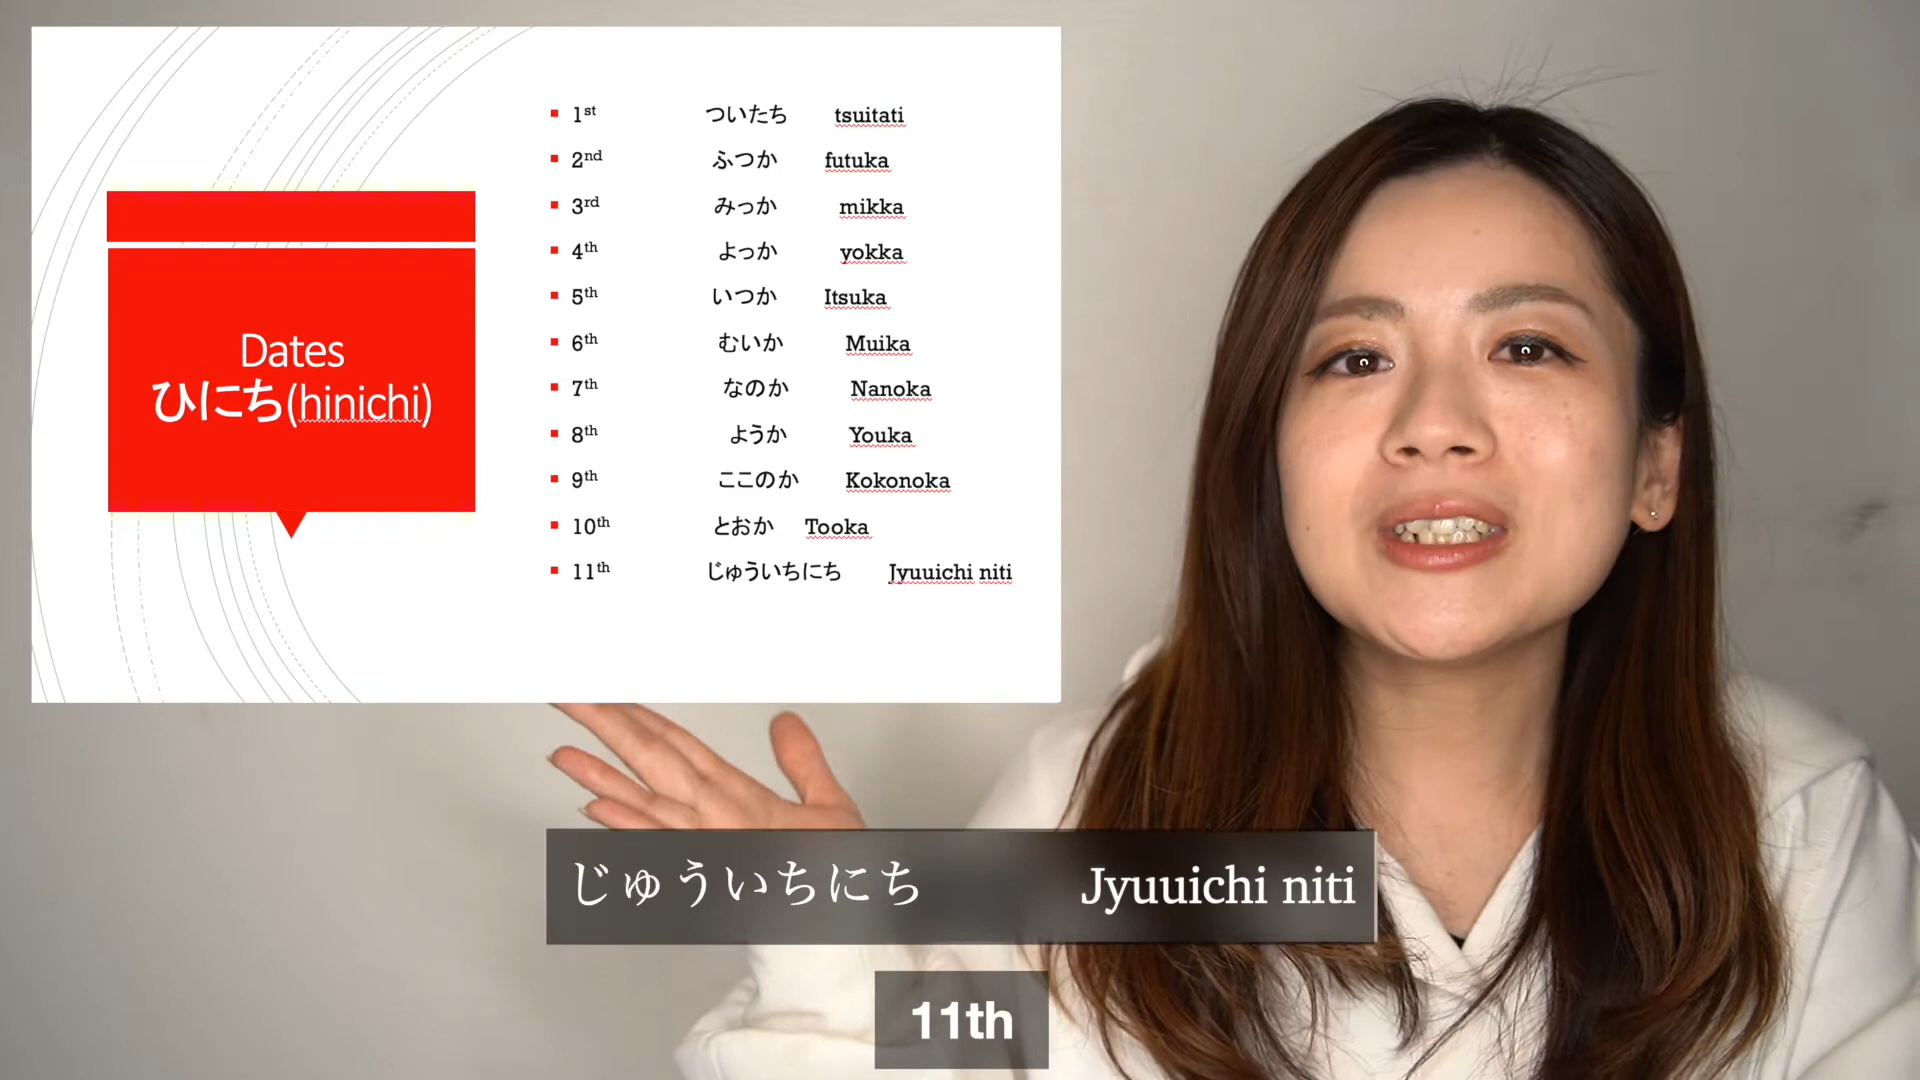 Dates
ひにち(hinichi)
1st ついたち tsuitati
2nd ふつか futuka
3rd みっか mikka
4th よっか yokka
5th いつか Itsuka
6th むいか Muika
7th なのか Nanoka
8th ようか Youka
9th ここのか Kokonoka
10th とおか Tooka
11th じゅういちにち Jyuuichi niti
じゅういちにち Jyuuichi niti
11th